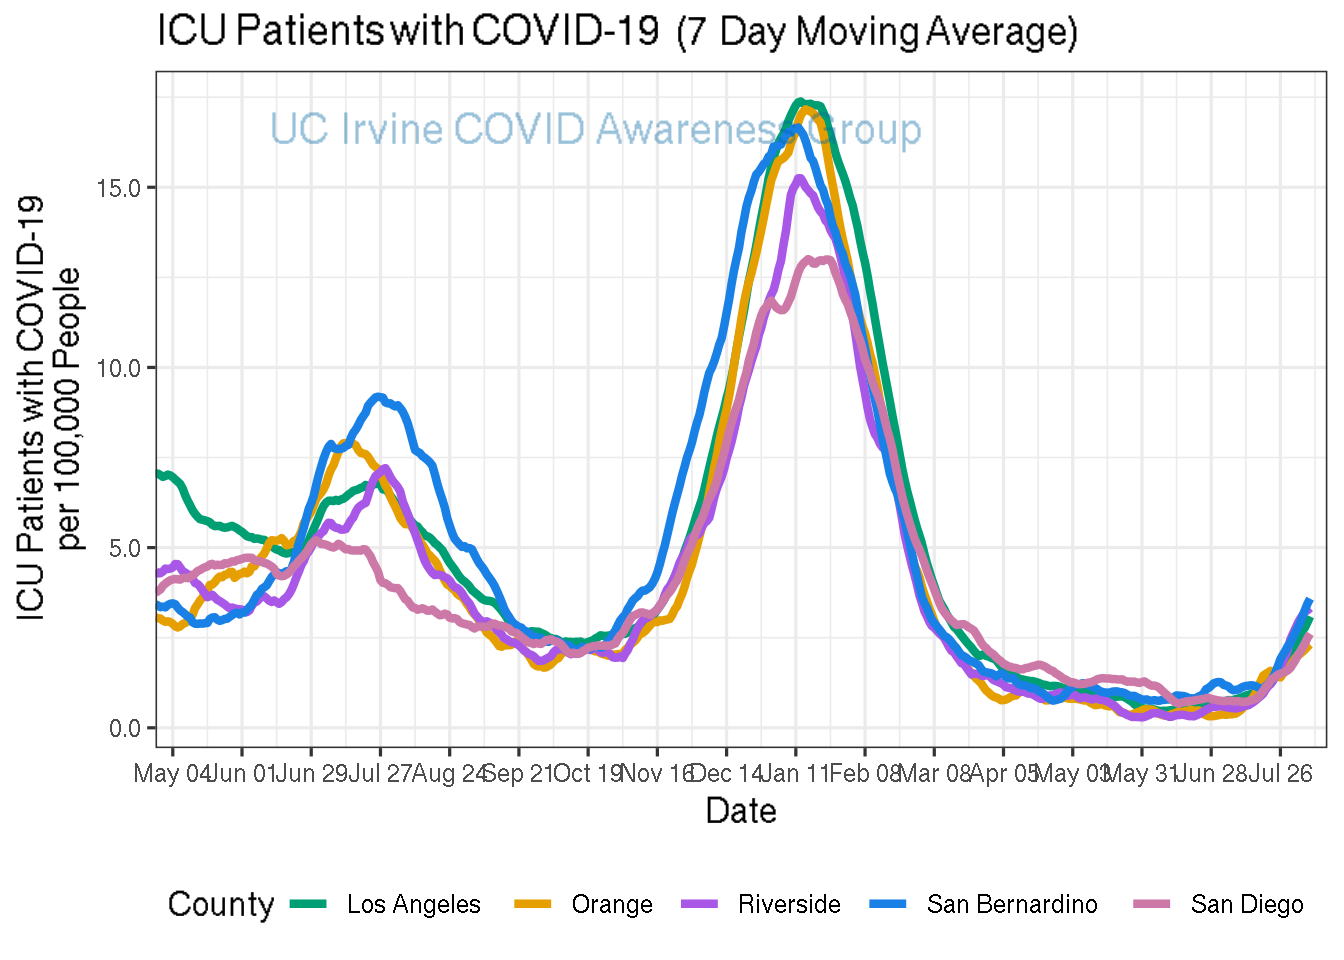 ICU Patients with COVID-19 (7 Day Moving Average)
UC Irvine COVID Awareness Group
ICU Patients with COVID-19
per 100,000 People
15.0
10.0
5.0
0.0
May 04 Jun 01 Jun 29 Jul 27 Aug 24 Sep 21 Oct 19 Nov 16 Dec 14 Jan 11 Feb 08 Mar 08 Apr 05 May 03 May 31 Jun 28 Jul 26
Date
County Los Angeles Orange Riverside San Bernardino San Diego